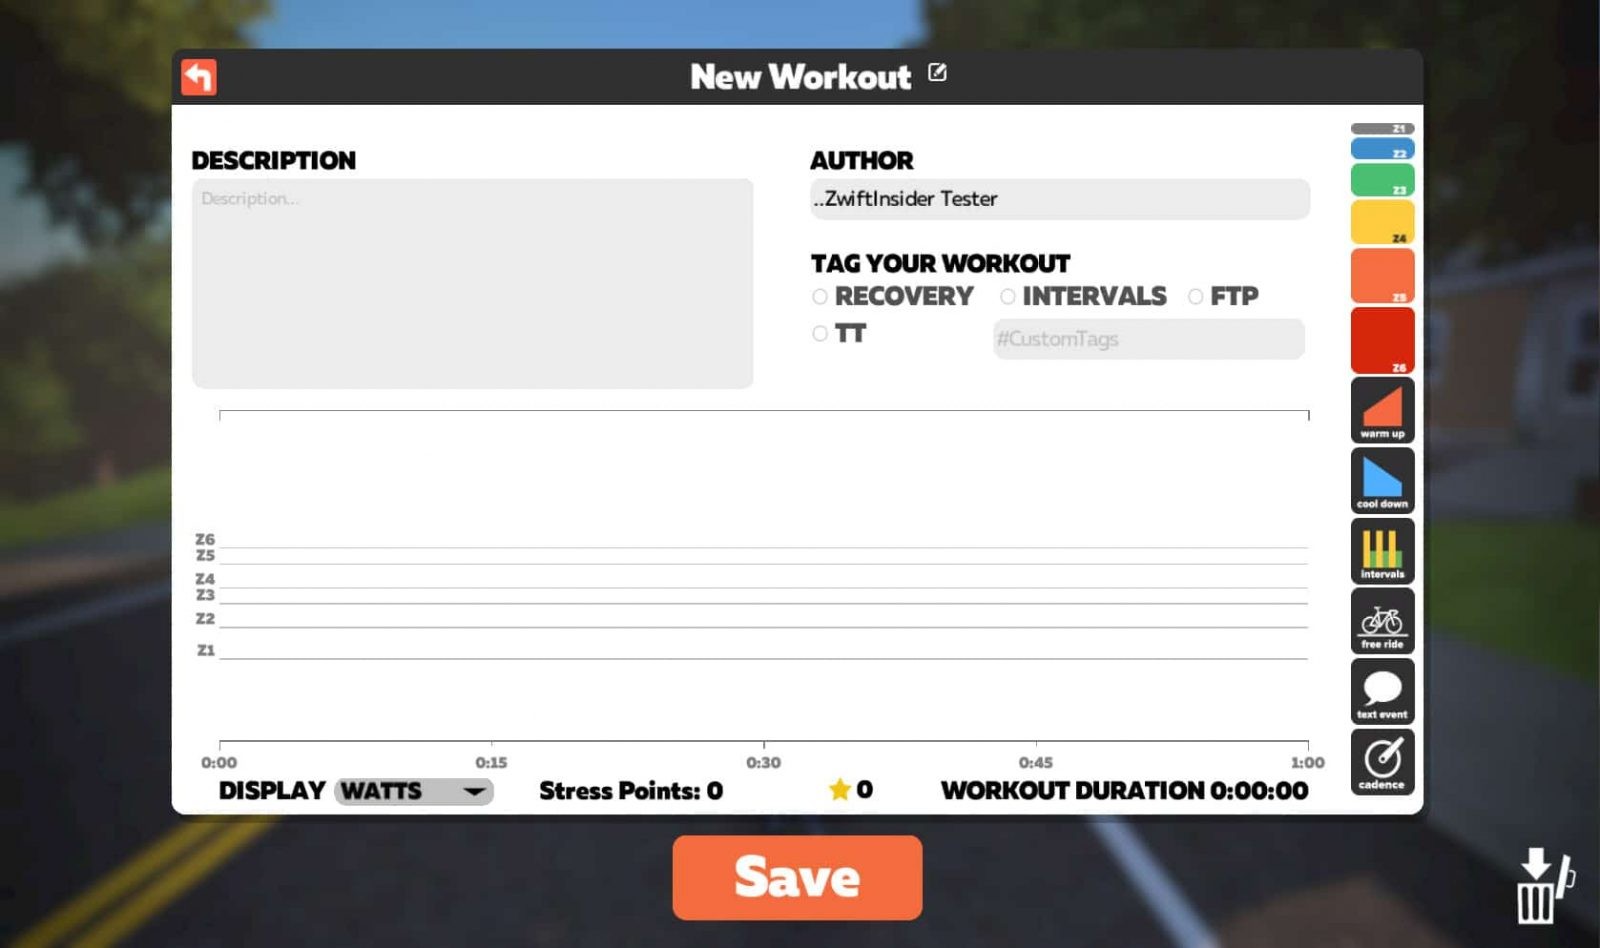 New Workout
DESCRIPTION
Description...
AUTHOR
..ZwiftInsider Tester
TAG YOUR WORKOUT
RECOVERY INTERVALS FTP
TT #CustomTags
Z1
Z2
Z3
Z4
Z5
Z6
warm up
cool down
intervals
free ride
text event
cadence
Z6
Z5
Z4
Z3
Z2
Z1
0:00 0:15 0:30 0:45 1:00
DISPLAY WATTS Stress Points: 0 0 WORKOUT DURATION 0:00:00
Save